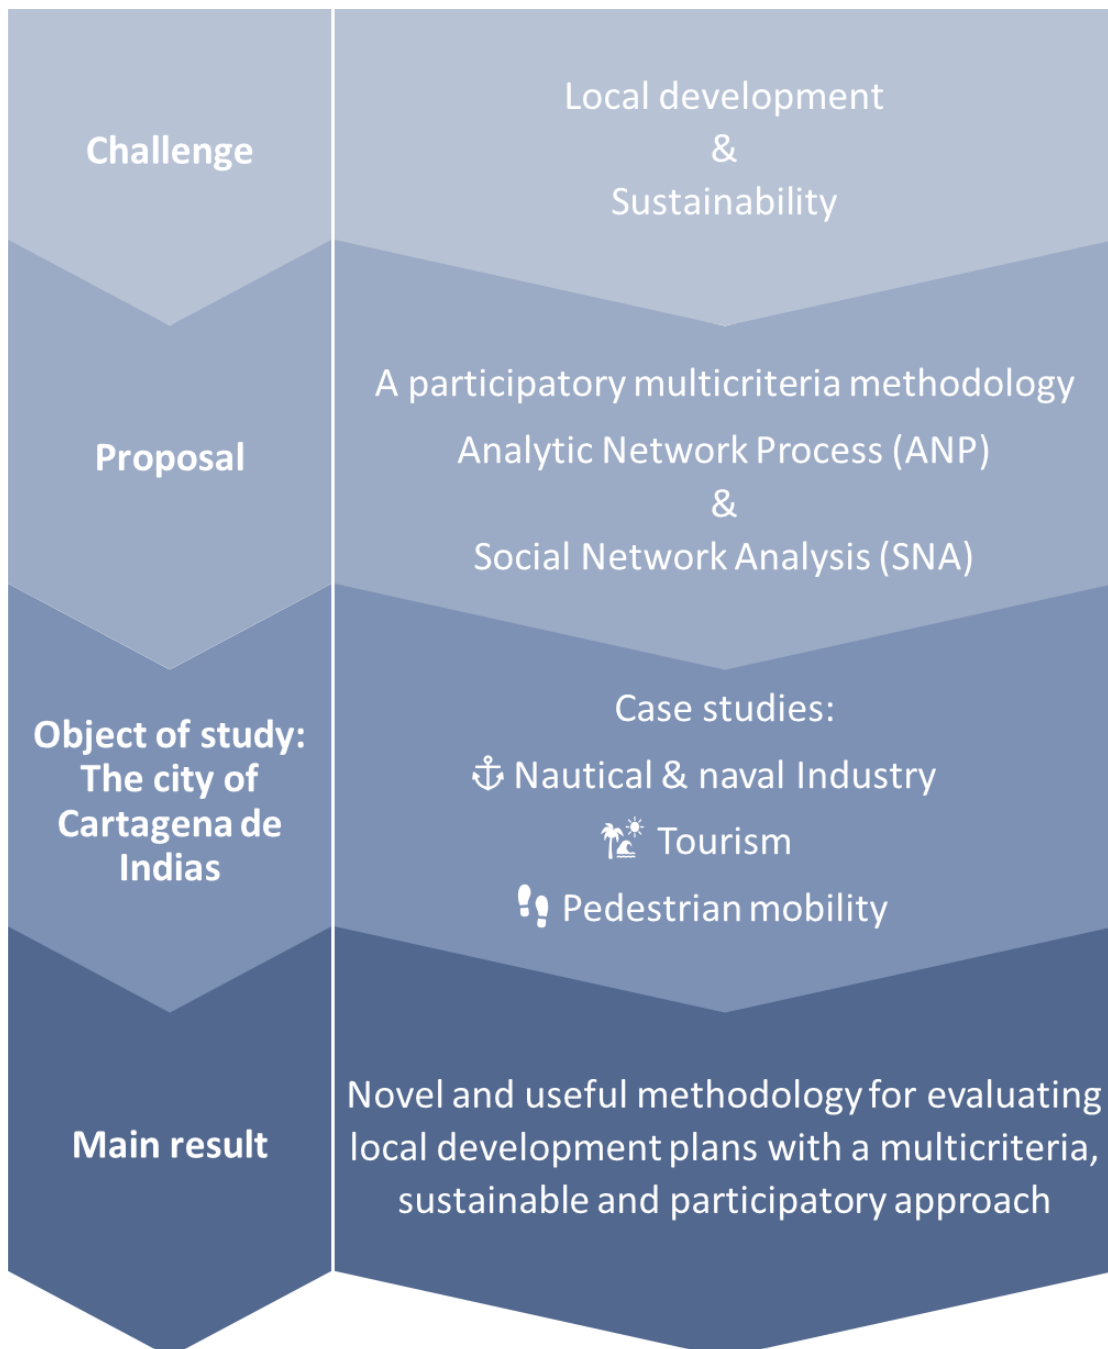 Challenge
Local development
&
Sustainability
Proposal
A participatory multicriteria methodology
Analytic Network Process (ANP)
&
Social Network Analysis (SNA)
Object of study:
The city of
Cartagena de
Indias
Case studies:
Nautical & naval Industry
Tourism
Pedestrian mobility
Main result
Novel and useful methodology for evaluating
local development plans with a multicriteria,
sustainable and participatory approach